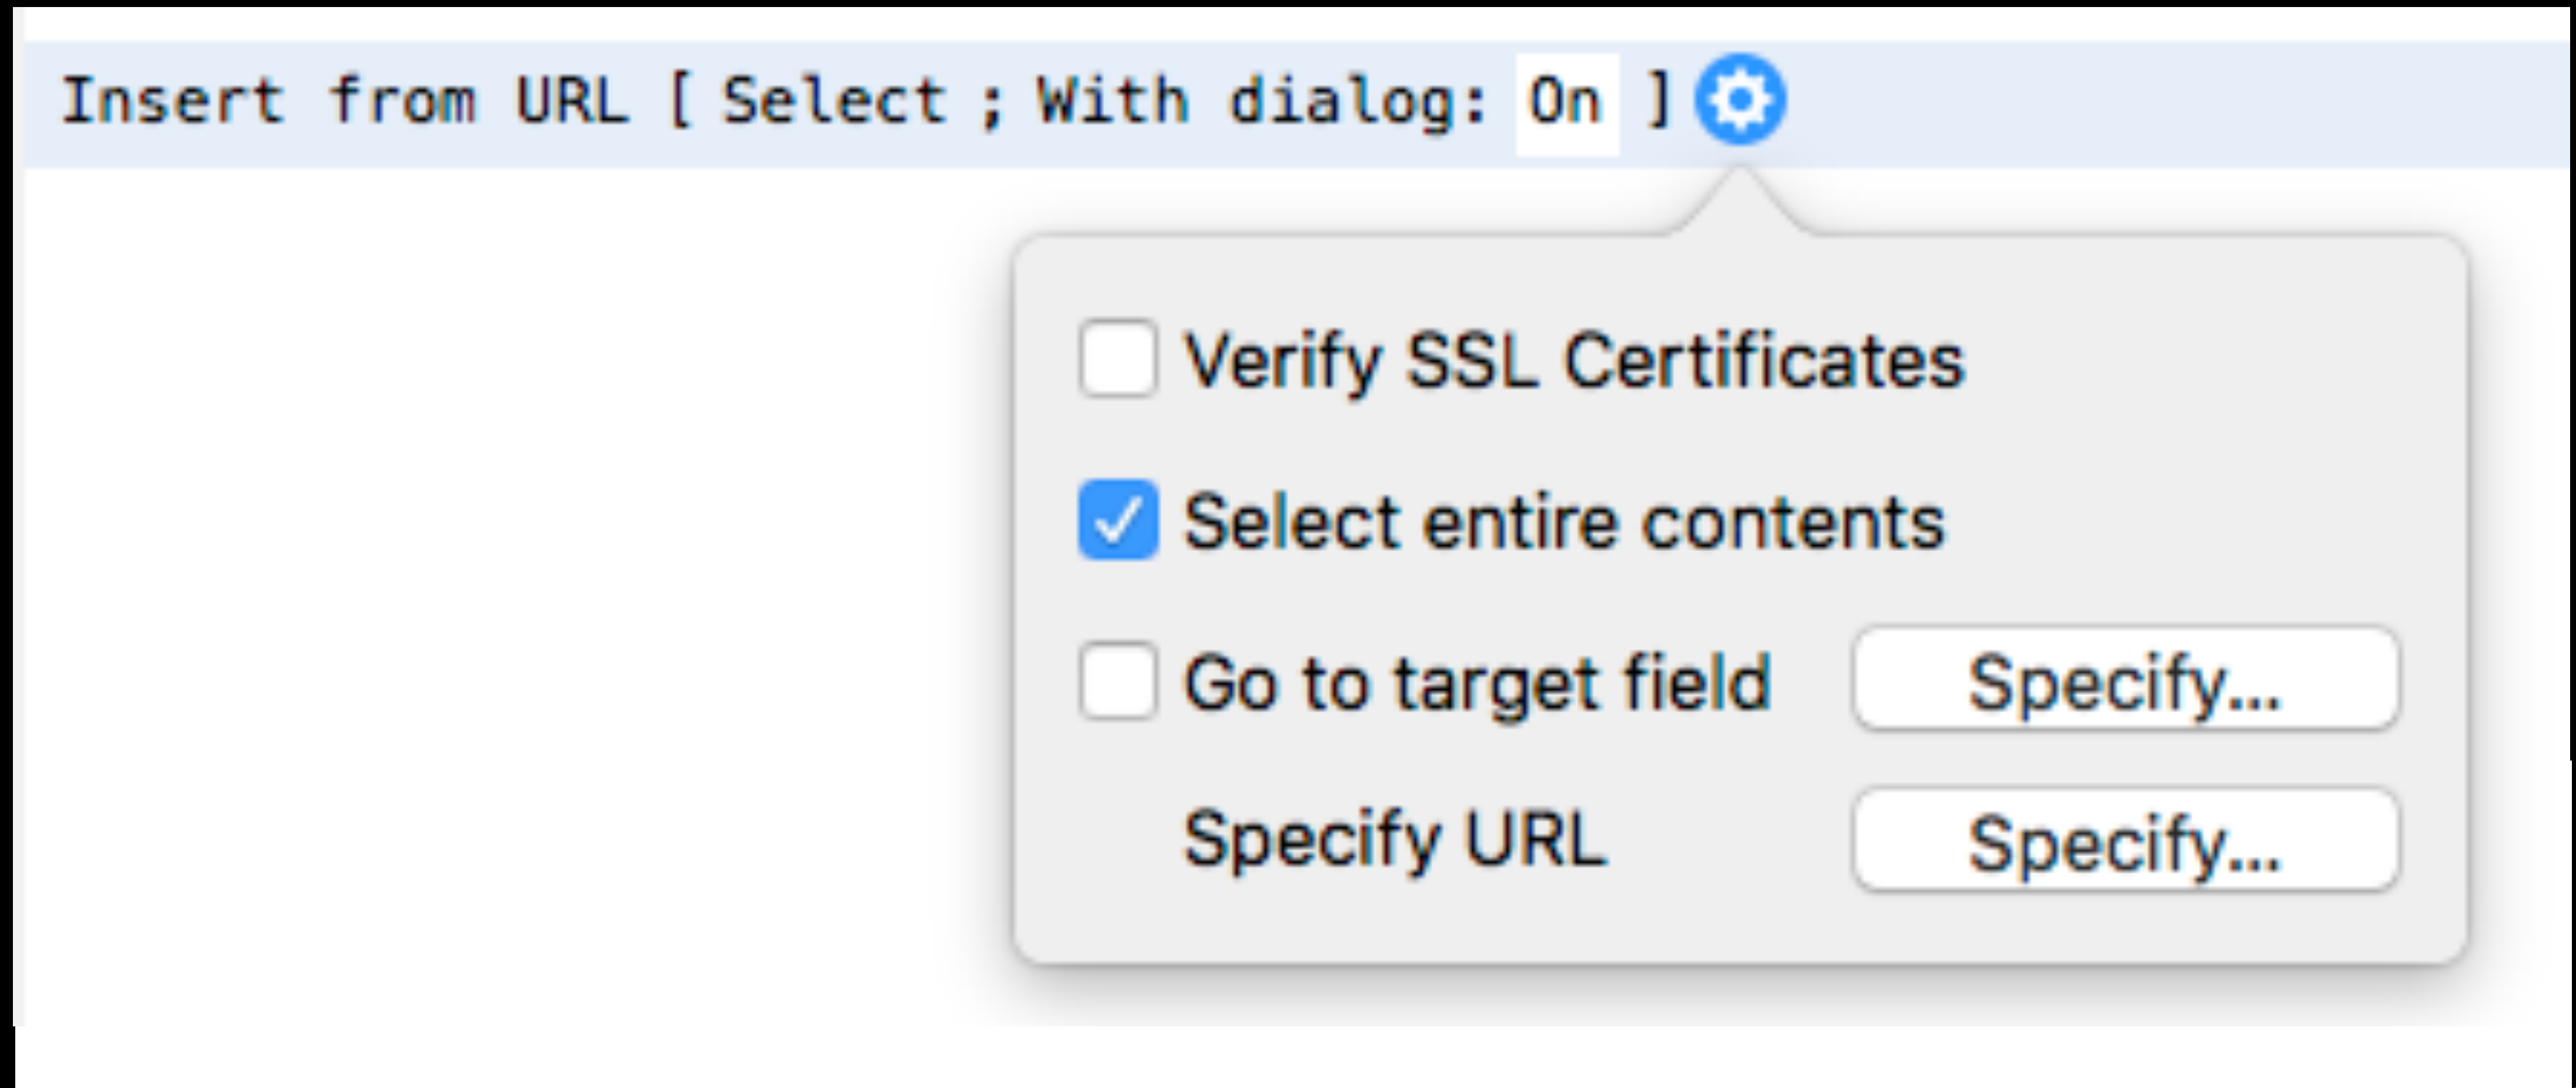 Insert from URL [ Select ; With dialog: On ]
Verify SSL Certificates
Select entire contents
Go to target field Specify...
Specify URL Specify...